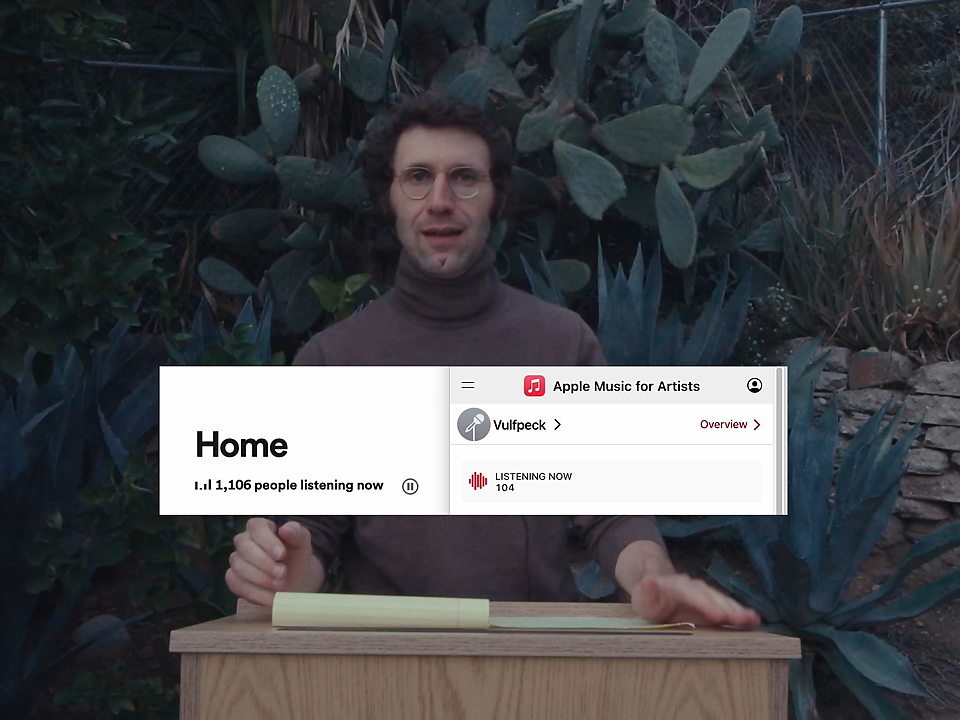 Home
1,106 people listening now
Apple Music for Artists
Vulfpeck
Overview
LISTENING NOW
104